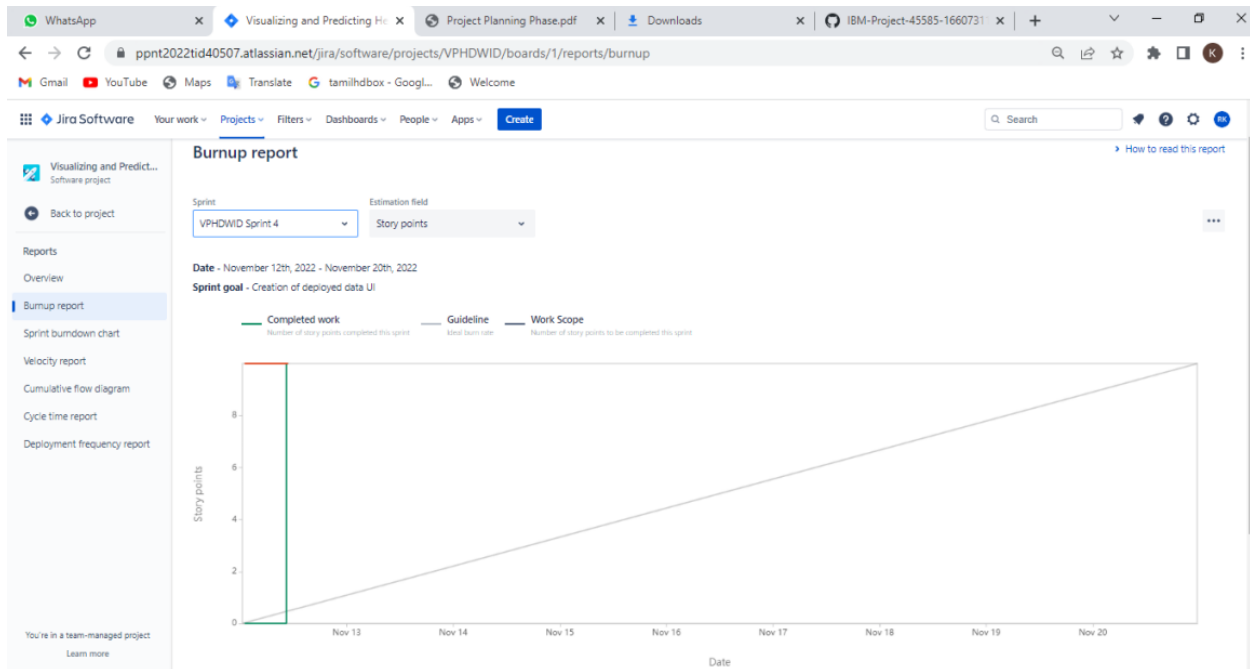 WhatsApp
Visualizing and Predicting He
Project Planning Phase.pdf
Downloads
IBM-Project-45585-1660731
ppnt2022tid40507.atlassian.net/jira/software/projects/VPHDWID/boards/1/reports/burnup
K
Gmail YouTube Maps Translate tamilhdbox - Googl... Welcome
Jira Software Your work Projects Filters Dashboards People Apps Create Search RK
Visualizing and Predict...
Software project
Back to project
Reports
Overview
Burnup report
Sprint burndown chart
Velocity report
Cumulative flow diagram
Cycle time report
Deployment frequency report
You're in a team-managed project
Learn more
Burnup report
How to read this report
Sprint Estimation field
VPHDWID Sprint 4 Story points
Date - November 12th, 2022 - November 20th, 2022
Sprint goal - Creation of deployed data UI
Completed work Guideline Work Scope
Number of story points completed this sprint Ideal burn rate Number of story points to be completed this sprint
Story points
8
6
4
2
0
Nov 13 Nov 14 Nov 15 Nov 16 Nov 17 Nov 18 Nov 19 Nov 20
Date